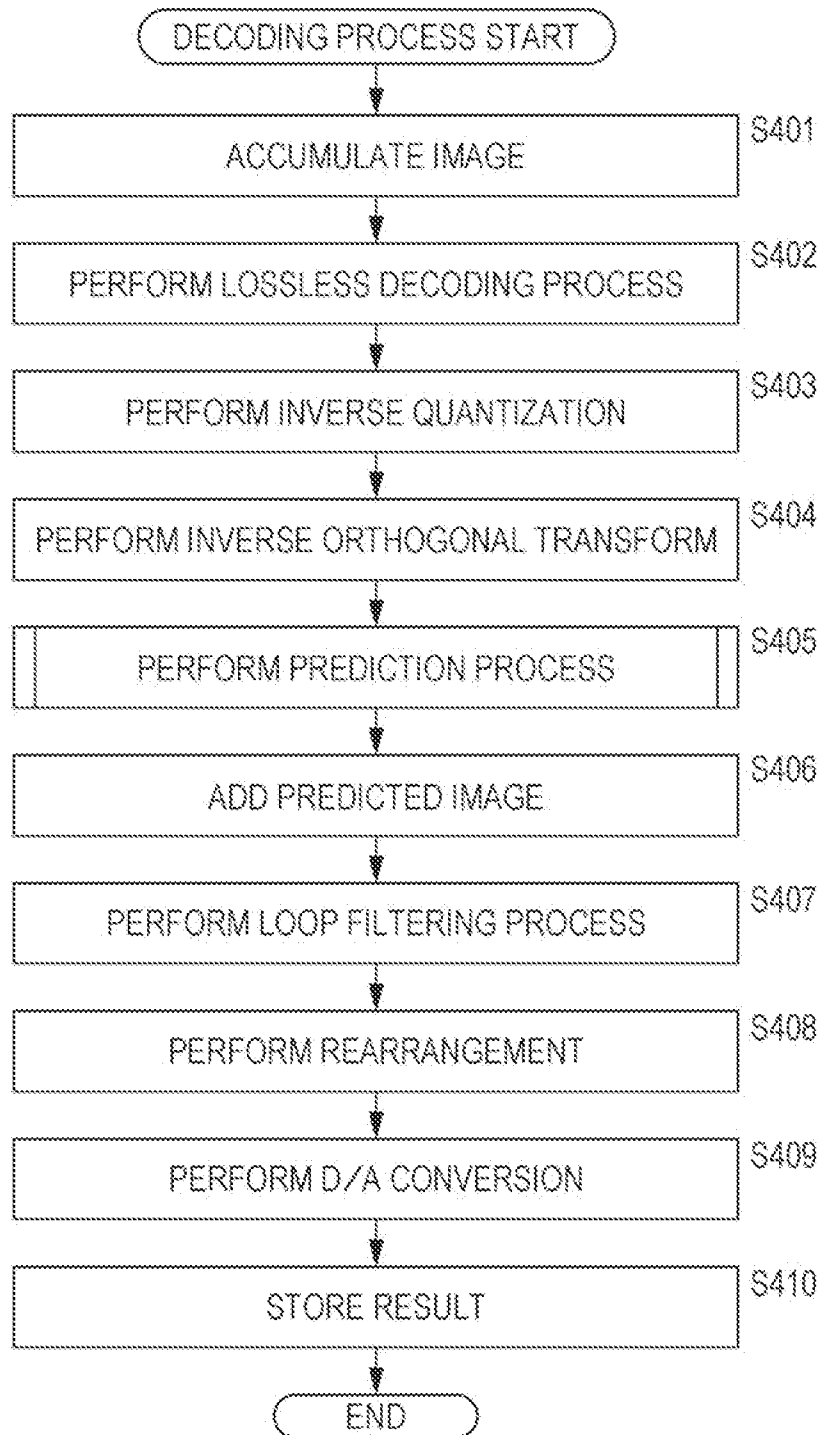 DECODING PROCESS START
ACCUMULATE IMAGE
S401
PERFORM LOSSLESS DECODING PROCESS
S402
PERFORM INVERSE QUANTIZATION
S403
PERFORM INVERSE ORTHOGONAL TRANSFORM
S404
PERFORM PREDICTION PROCESS
S405
ADD PREDICTED IMAGE
S406
PERFORM LOOP FILTERING PROCESS
S407
PERFORM REARRANGEMENT
S408
PERFORM D/A CONVERSION
S409
STORE RESULT
S410
END